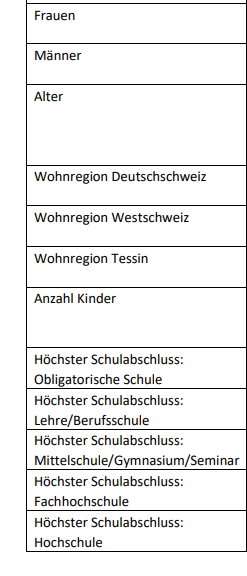 Frauen
Männer
Alter
Wohnregion Deutschschweiz
Wohnregion Westschweiz
Wohnregion Tessin
Anzahl Kinder
Höchster Schulabschluss:
Obligatorische Schule
Höchster Schulabschluss:
Lehre/Berufsschule
Höchster Schulabschluss:
Mittelschule/Gymnasium/Seminar
Höchster Schulabschluss:
Fachhochschule
Höchster Schulabschluss:
Hochschule